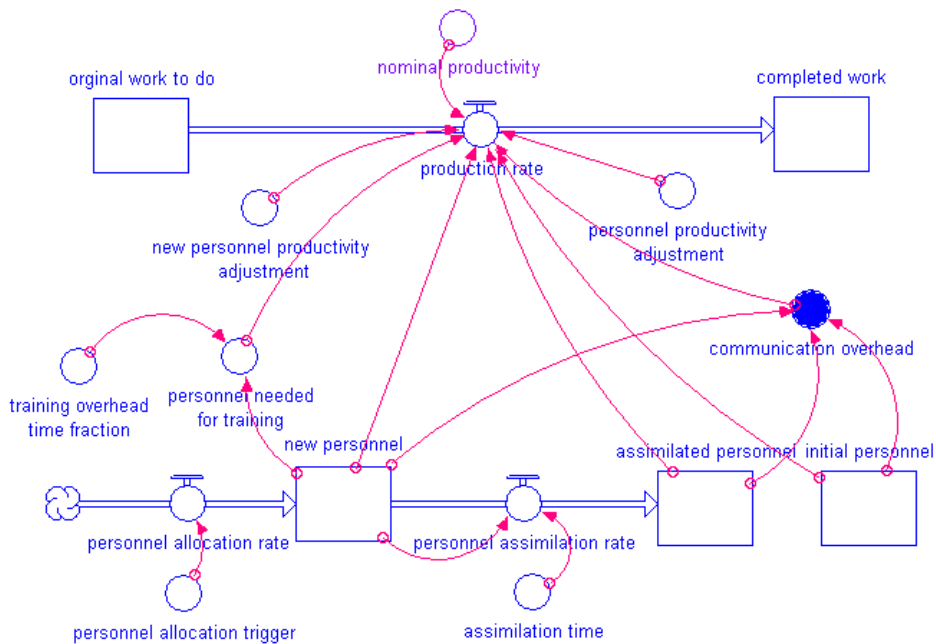 nominal productivity
orginal work to do
completed work
production rate
new personnel productivity
adjustment
personnel productivity
adjustment
communication overhead
training overhead
time fraction
personnel needed
for training
new personnel
assimilated personnel
initial personnel
personnel allocation rate
personnel assimilation rate
personnel allocation trigger
assimilation time